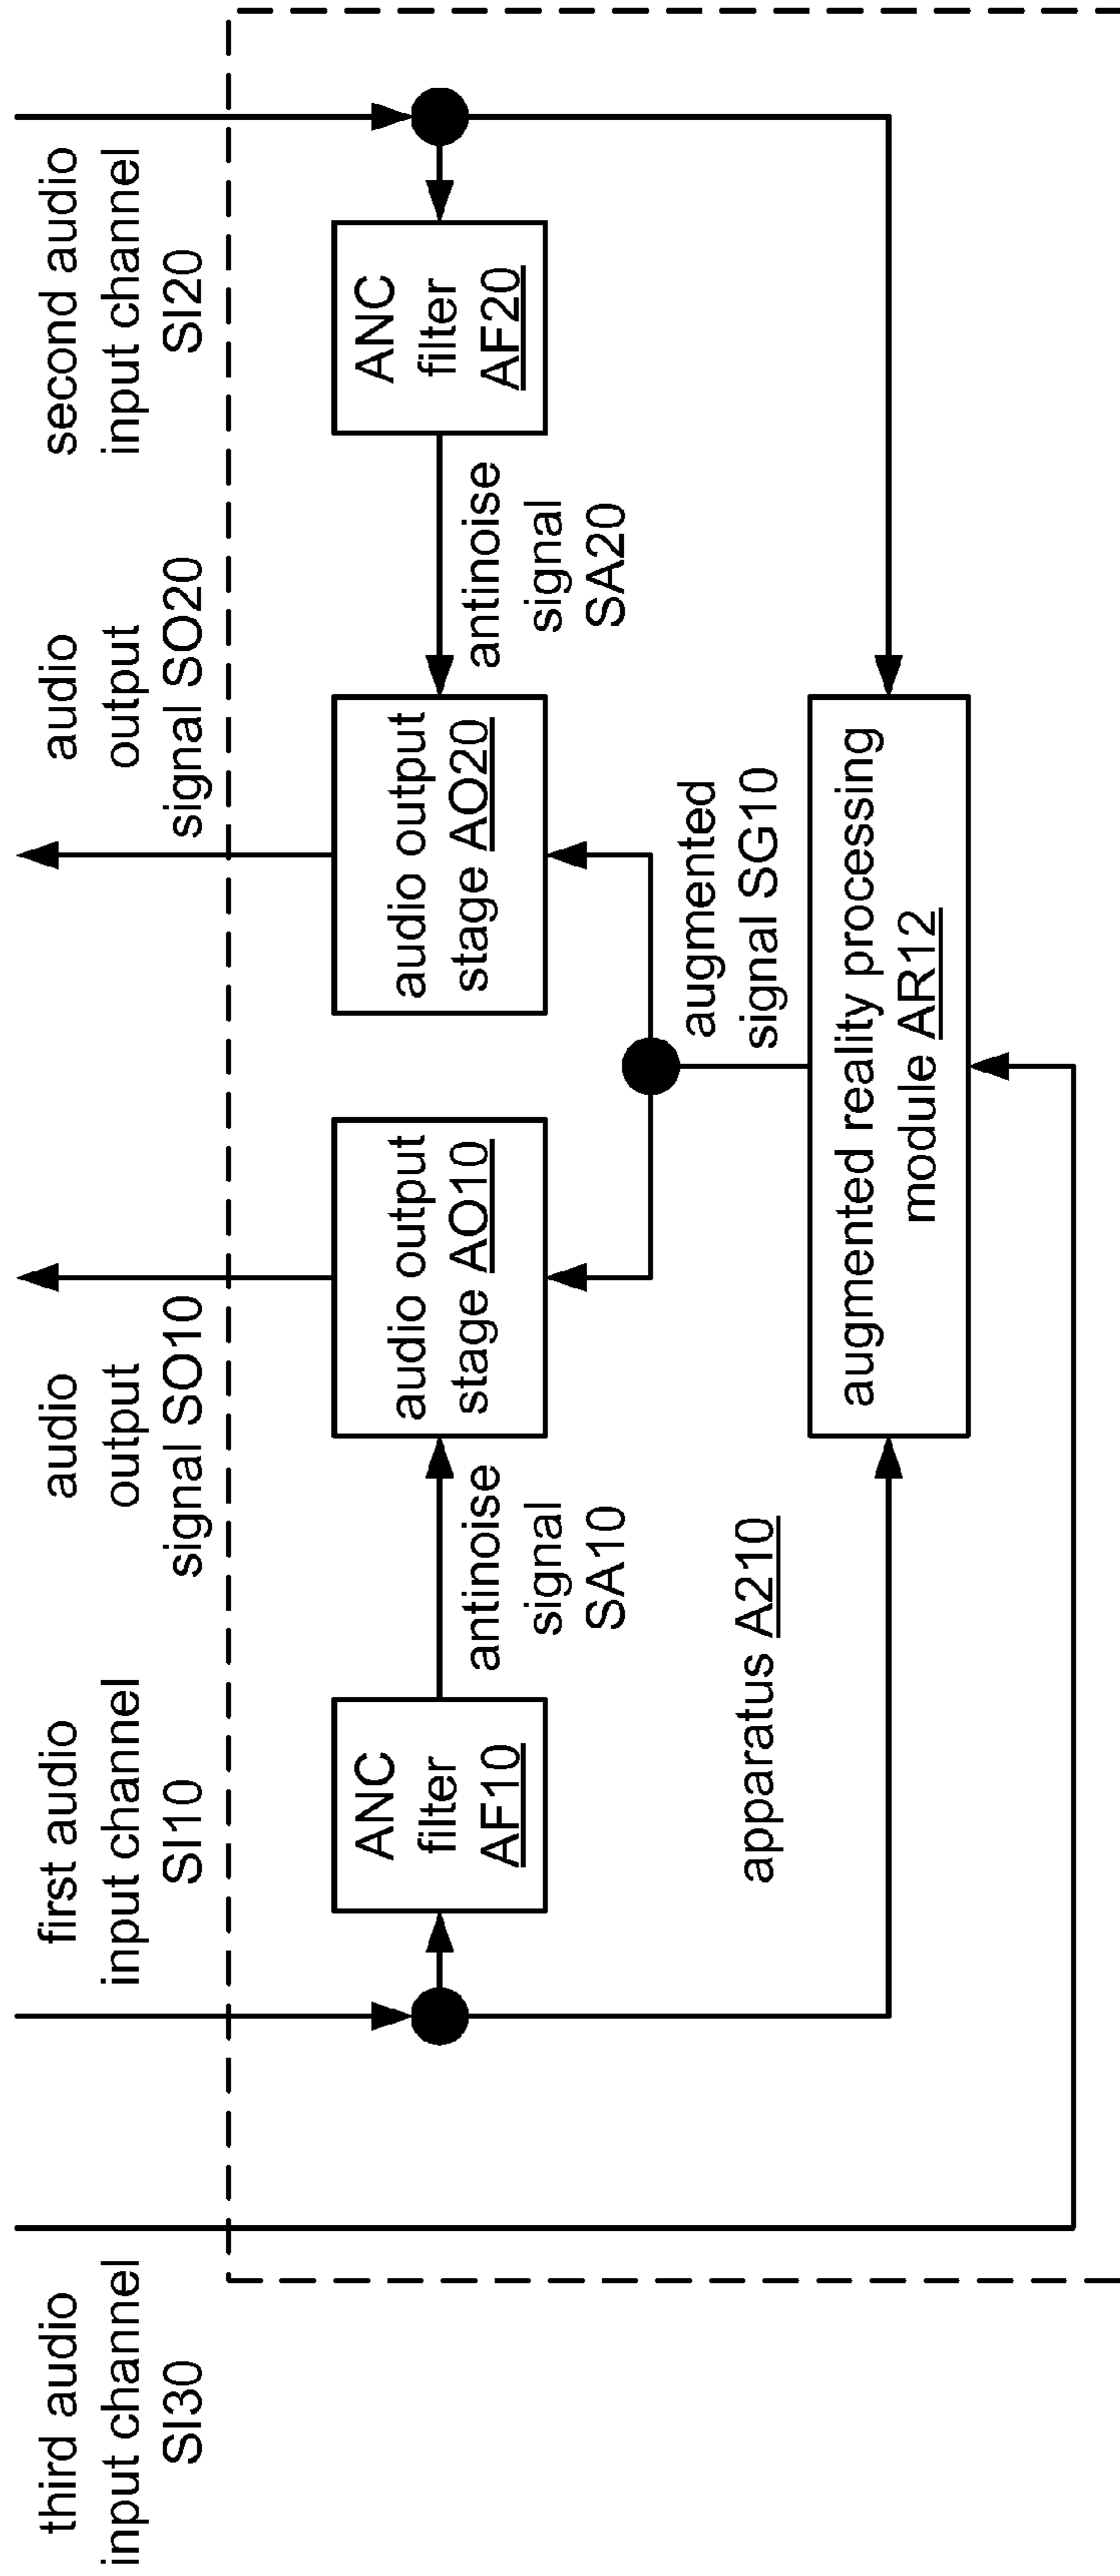 third audio
input channel
SI30
first audio
input channel
SI10
audio
output
signal SO10
audio
output
signal SO20
second audio
input channel
SI20
ANC
filter
AF10
antinoise
signal
SA10
audio output
stage AO10
audio output
stage AO20
antinoise
signal
SA20
ANC
filter
AF20
apparatus A210
augmented
signal SG10
augmented reality processing
module AR12